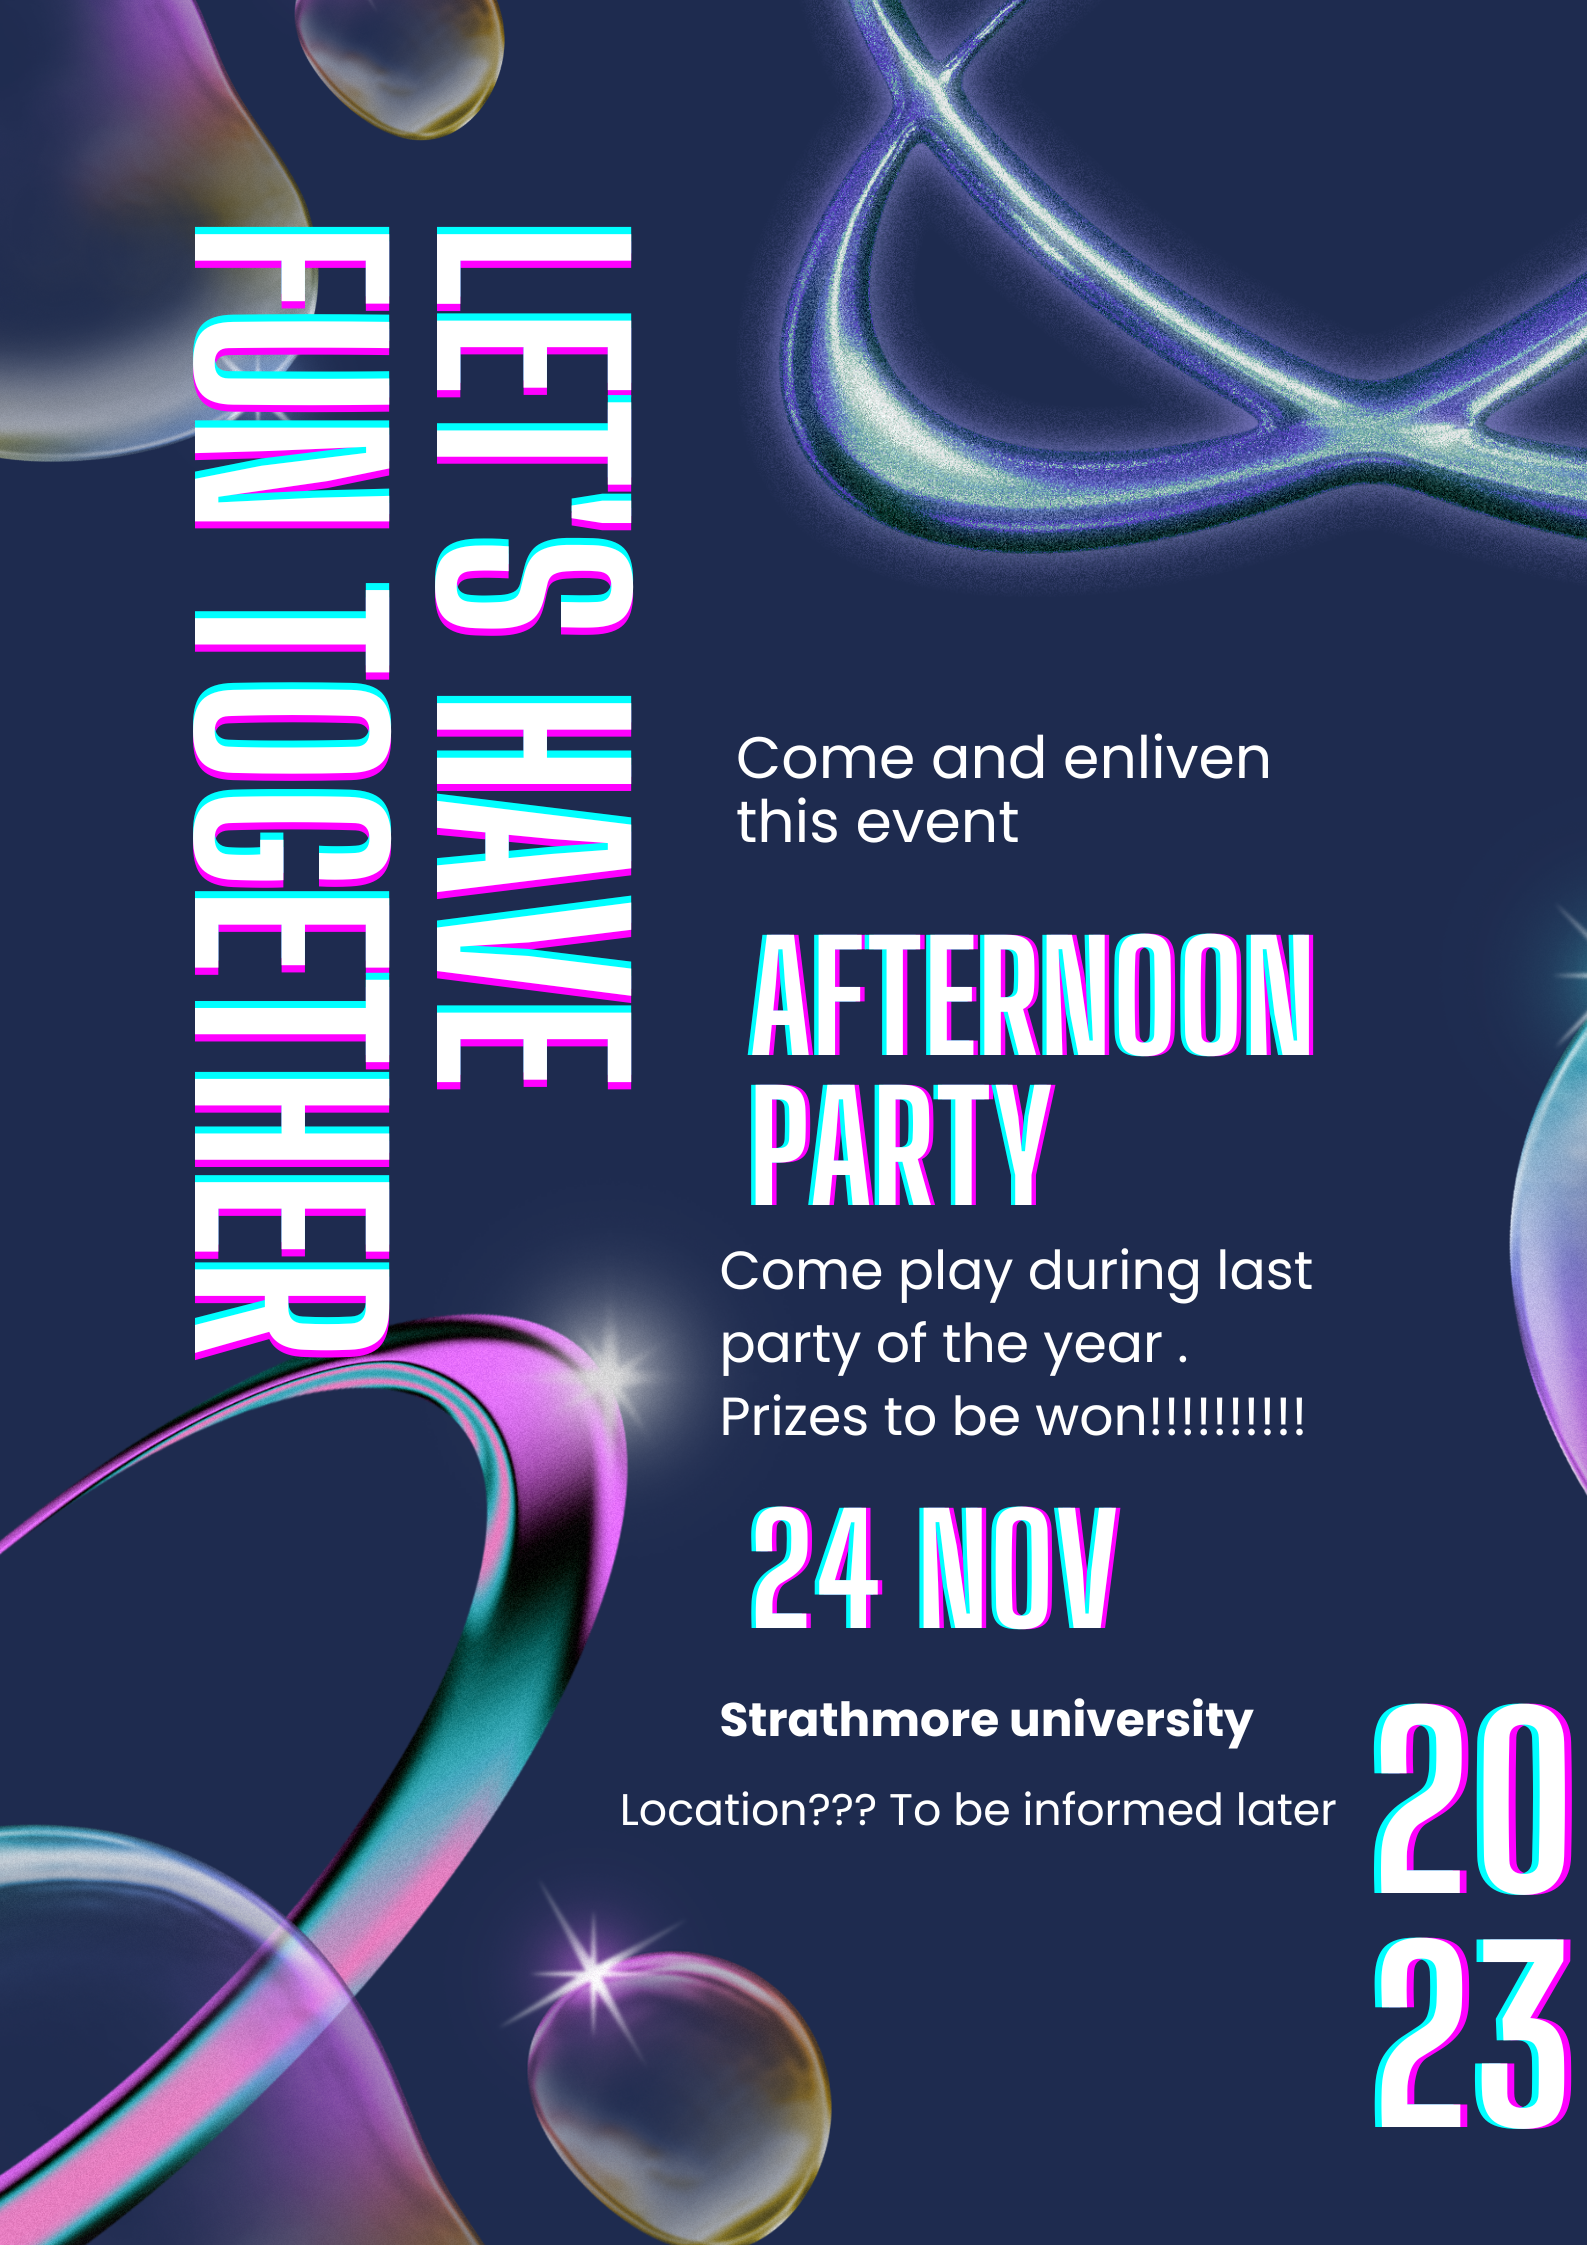 LET'S HAVE
FUN TOGETHER
Come and enliven
this event
AFTERNOON
PARTY
Come play during last
party of the year .
Prizes to be won!!!!!!!!!!
24 NOV
Strathmore university
Location??? To be informed later
20
23